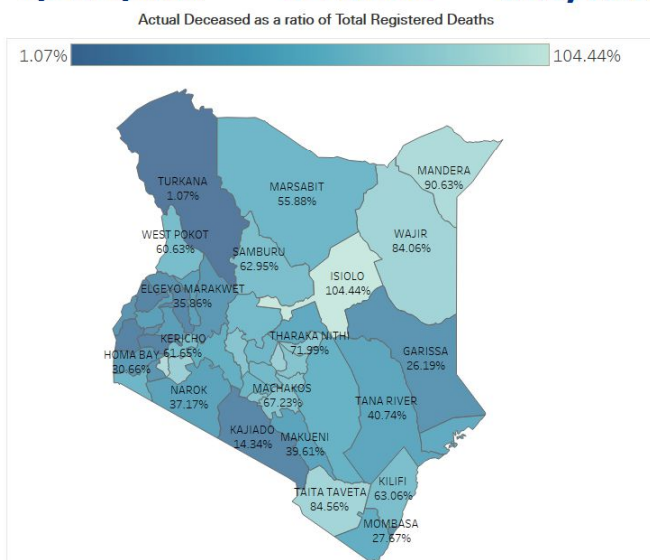 Actual Deceased as a ratio of Total Registered Deaths
1.07%
104.44%
MANDERA
90.63%
TURKANA
1.07%
MARSABIT
55.88%
WEST POKOT
60.63%
WAJIR
84.06%
SAMBURU
62.95%
ISIOLO
104.44%
ELGEYO MARAKWET
35.86%
THARAKA NITHI
71.99%
KERICHO
61.65%
HOMA BAY
30.66%
GARISSA
26.19%
NAROK
37.17%
MACHAKOS
67.23%
TANA RIVER
40.74%
KAJIADO
14.34%
MAKUENI
39.61%
KILIFI
63.06%
TAITA TAVETA
84.56%
MOMBASA
27.67%